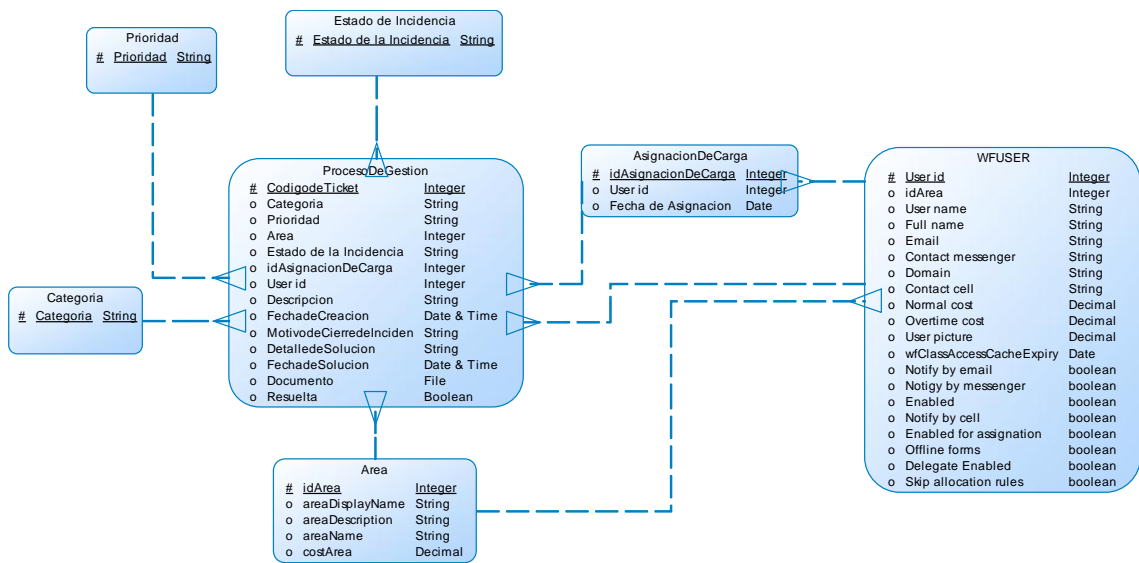 Estado de Incidencia
# Estado de la Incidencia String
Prioridad
# Prioridad String
ProcesoDeGestion
# CodigodeTicket Integer
o Categoria String
o Prioridad String
o Area Integer
o Estado de la Incidencia String
o idAsignacionDeCarga Integer
o User id Integer
o Descripcion String
o FechadeCreacion Date & Time
o MotivodeCierredeInciden String
o DetalledeSolucion String
o FechadeSolucion Date & Time
o Documento File
o Resuelta Boolean
AsignacionDeCarga
# idAsignacionDeCarga Integer
o User id Integer
o Fecha de Asignacion Date
WFUSER
# User id Integer
o idArea Integer
o User name String
o Full name String
o Email String
o Contact messenger String
o Domain String
o Contact cell String
o Normal cost Decimal
o Overtime cost Decimal
o User picture Decimal
o wfClassAccessCacheExpiry Date
o Notify by email boolean
o Notigy by messenger boolean
o Enabled boolean
o Notify by cell boolean
o Enabled for assignation boolean
o Offline forms boolean
o Delegate Enabled boolean
o Skip allocation rules boolean
Categoria
# Categoria String
Area
# idArea Integer
o areaDisplayName String
o areaDescription String
o areaName String
o costArea Decimal